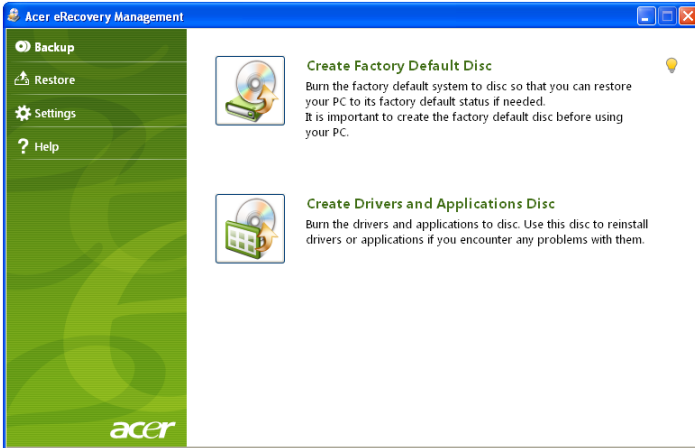 Acer eRecovery Management
Backup
Restore
Settings
? Help
Create Factory Default Disc
Burn the factory default system to disc so that you can restore
your PC to its factory default status if needed.
It is important to create the factory default disc before using
your PC.
Create Drivers and Applications Disc
Burn the drivers and applications to disc. Use this disc to reinstall
drivers or applications if you encounter any problems with them.
acer